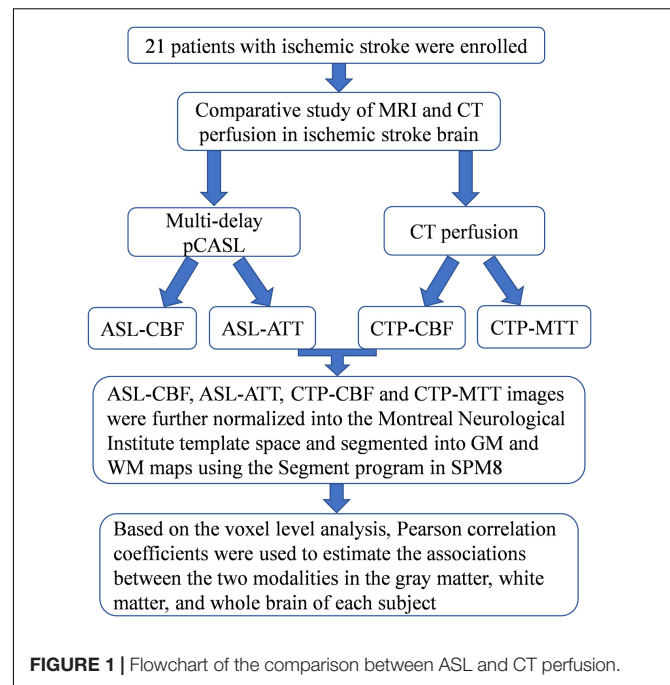 21 patients with ischemic stroke were enrolled
Comparative study of MRI and CT
perfusion in ischemic stroke brain
Multi-delay
pCASL
CT perfusion
ASL-CBF
ASL-ATT
CTP-CBF
CTP-MTT
ASL-CBF, ASL-ATT, CTP-CBF and CTP-MTT images
were further normalized into the Montreal Neurological
Institute template space and segmented into GM and
WM maps using the Segment program in SPM8
Based on the voxel level analysis, Pearson correlation
coefficients were used to estimate the associations
between the two modalities in the gray matter, white
matter, and whole brain of each subject
FIGURE 1 | Flowchart of the comparison between ASL and CT perfusion.